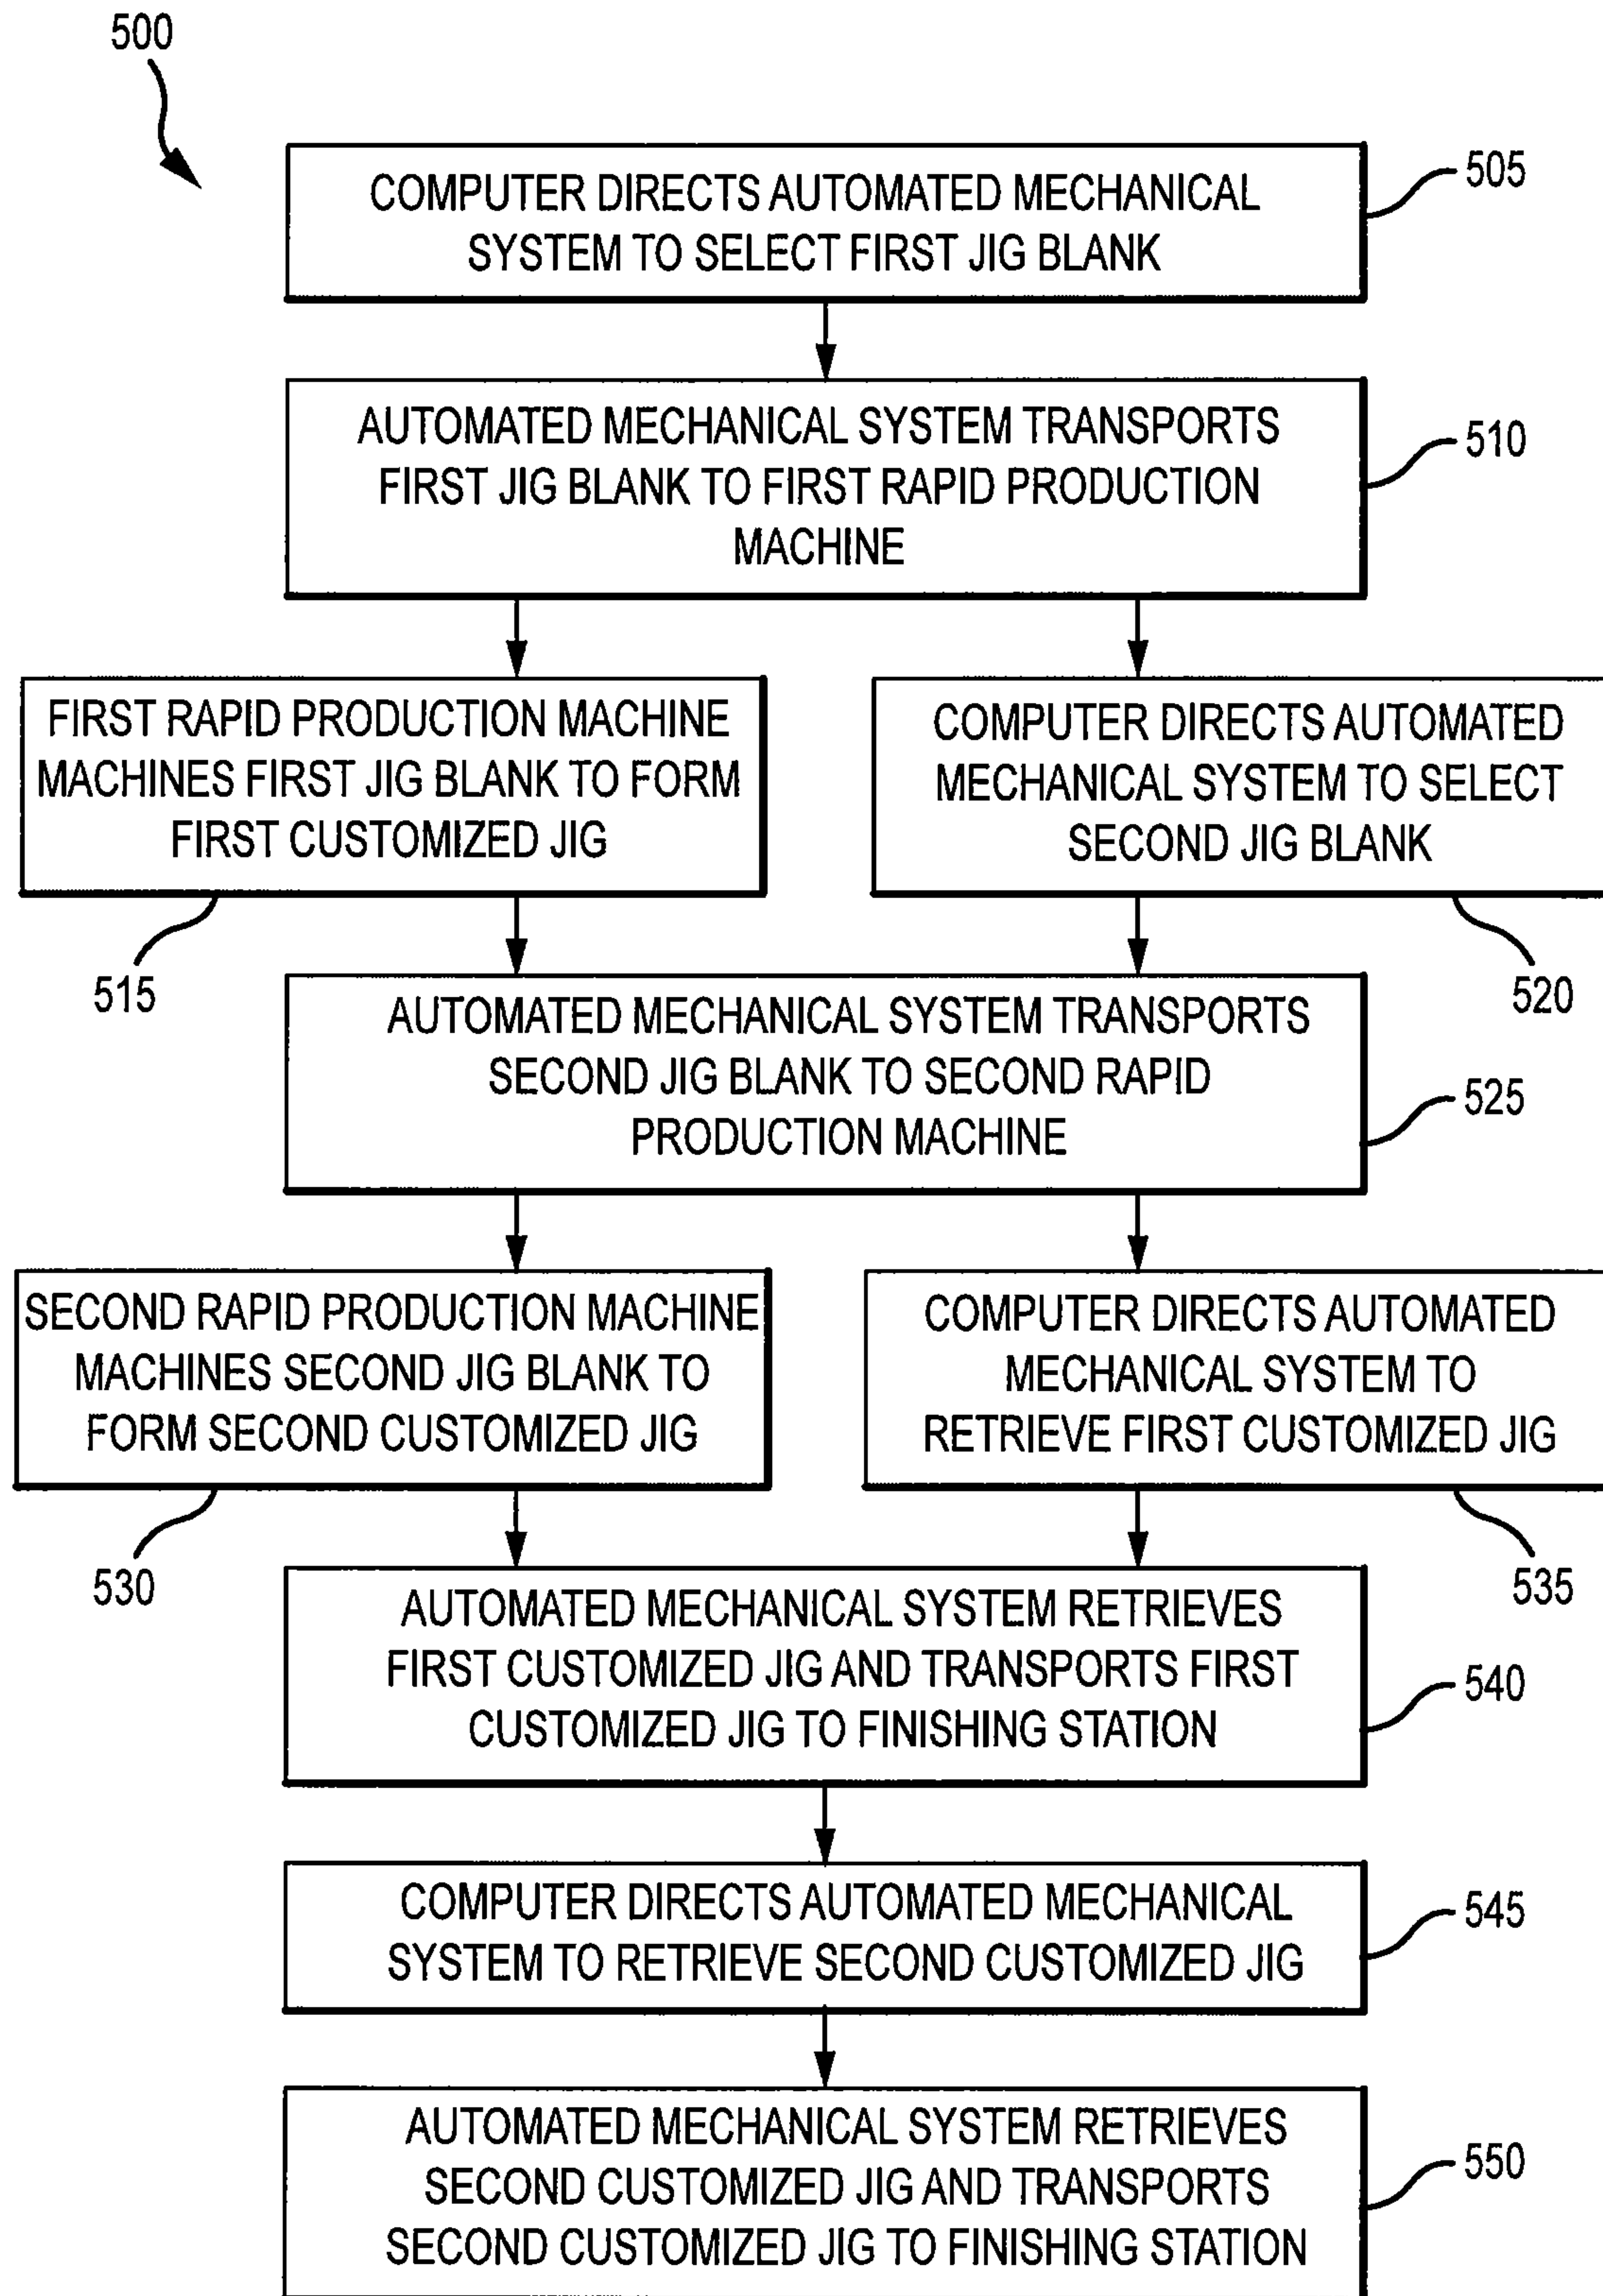 500
COMPUTER DIRECTS AUTOMATED MECHANICAL
SYSTEM TO SELECT FIRST JIG BLANK
505
AUTOMATED MECHANICAL SYSTEM TRANSPORTS
FIRST JIG BLANK TO FIRST RAPID PRODUCTION
MACHINE
510
FIRST RAPID PRODUCTION MACHINE
MACHINES FIRST JIG BLANK TO FORM
FIRST CUSTOMIZED JIG
515
COMPUTER DIRECTS AUTOMATED
MECHANICAL SYSTEM TO SELECT
SECOND JIG BLANK
520
AUTOMATED MECHANICAL SYSTEM TRANSPORTS
SECOND JIG BLANK TO SECOND RAPID
PRODUCTION MACHINE
525
SECOND RAPID PRODUCTION MACHINE
MACHINES SECOND JIG BLANK TO
FORM SECOND CUSTOMIZED JIG
530
COMPUTER DIRECTS AUTOMATED
MECHANICAL SYSTEM TO
RETRIEVE FIRST CUSTOMIZED JIG
535
AUTOMATED MECHANICAL SYSTEM RETRIEVES
FIRST CUSTOMIZED JIG AND TRANSPORTS FIRST
CUSTOMIZED JIG TO FINISHING STATION
540
COMPUTER DIRECTS AUTOMATED MECHANICAL
SYSTEM TO RETRIEVE SECOND CUSTOMIZED JIG
545
AUTOMATED MECHANICAL SYSTEM RETRIEVES
SECOND CUSTOMIZED JIG AND TRANSPORTS
SECOND CUSTOMIZED JIG TO FINISHING STATION
550